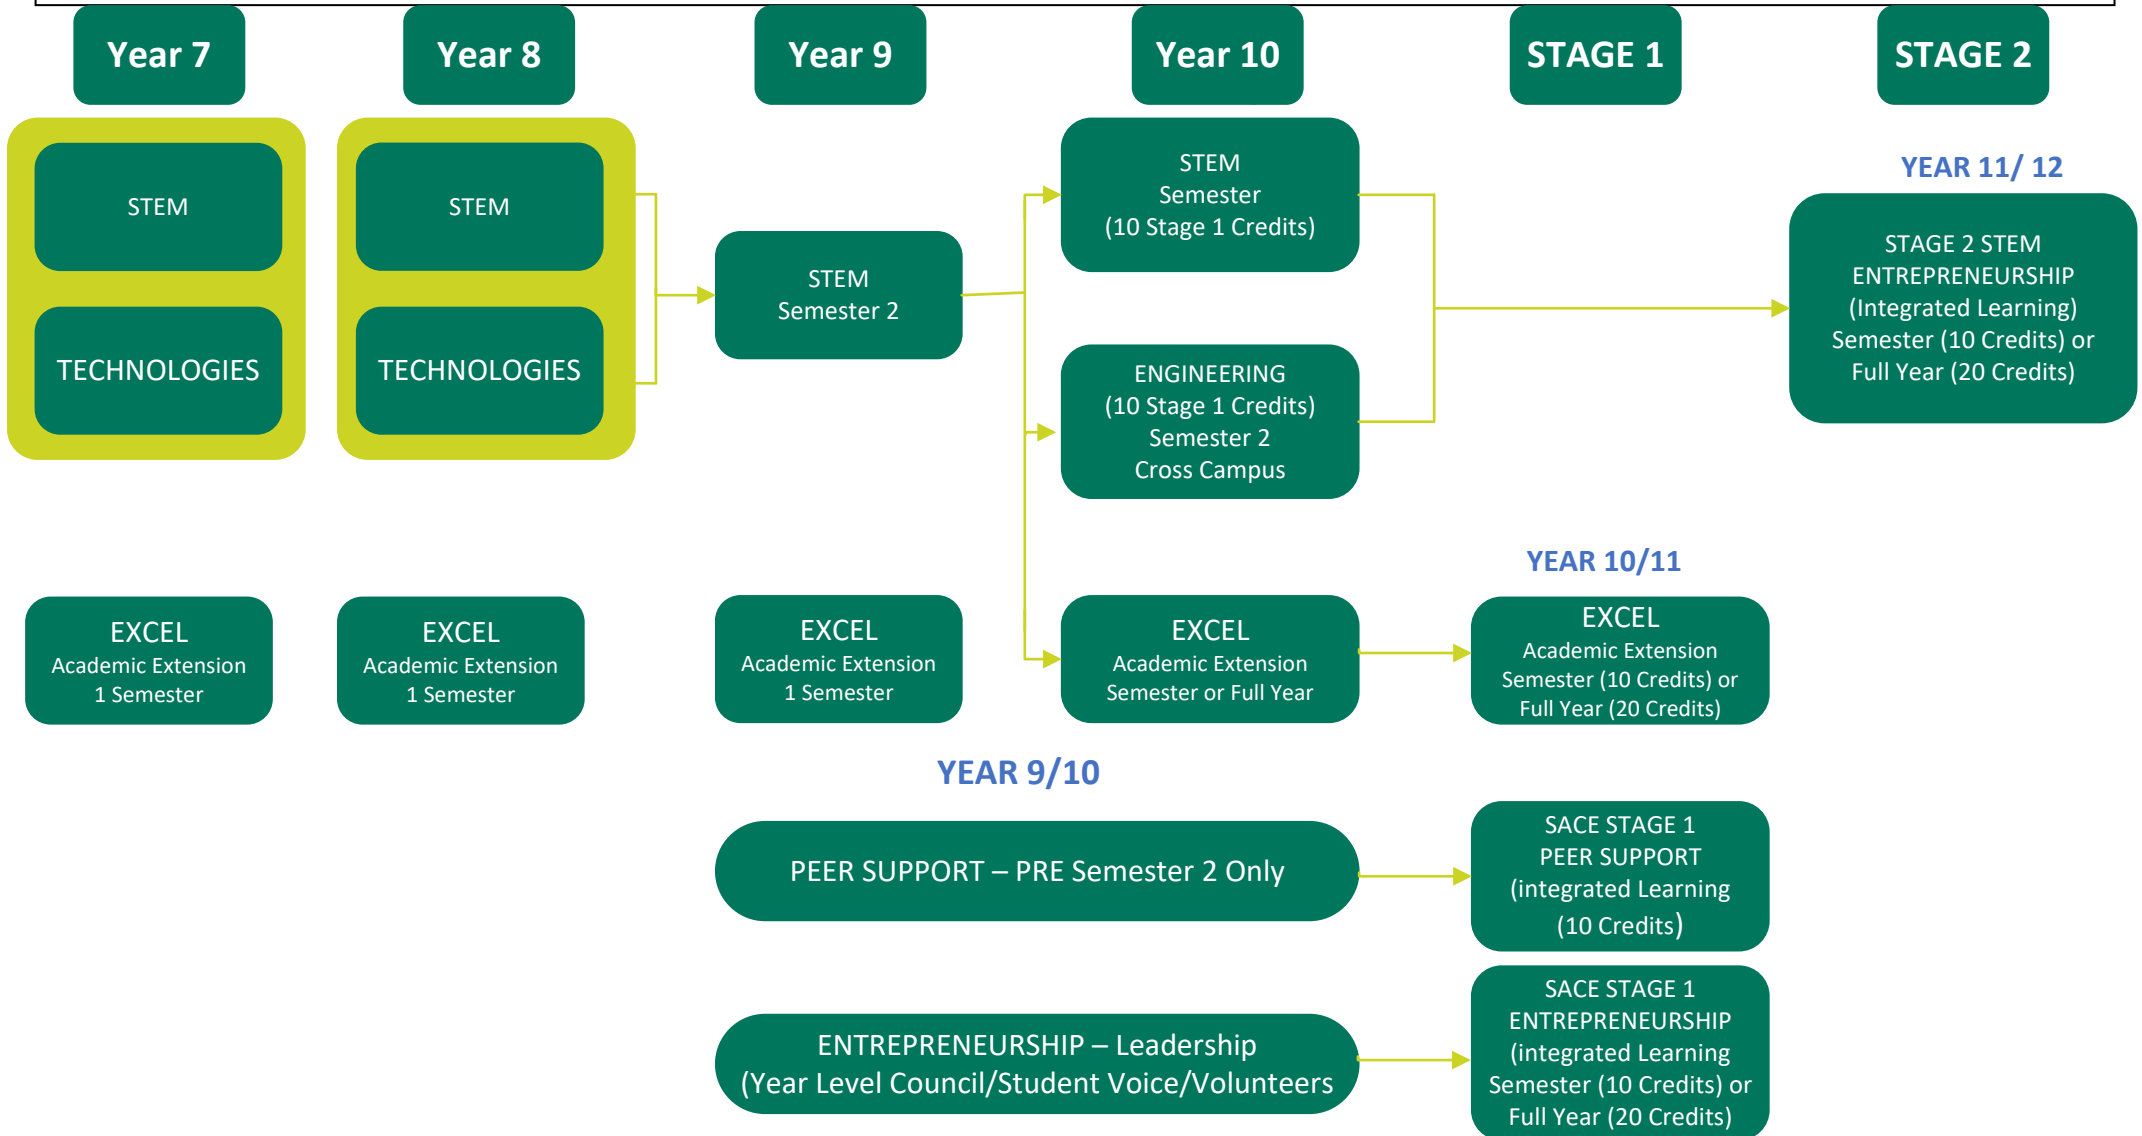 Year 7
Year 8
Year 9
Year 10
STAGE 1
STAGE 2
STEM
TECHNOLOGIES
STEM
TECHNOLOGIES
STEM
Semester 2
STEM
Semester
(10 Stage 1 Credits)
ENGINEERING
(10 Stage 1 Credits)
Semester 2
Cross Campus
YEAR 11/ 12
STAGE 2 STEM
ENTREPRENEURSHIP
(Integrated Learning)
Semester (10 Credits) or
Full Year (20 Credits)
EXCEL
Academic Extension
1 Semester
EXCEL
Academic Extension
1 Semester
EXCEL
Academic Extension
1 Semester
EXCEL
Academic Extension
Semester or Full Year
YEAR 10/11
EXCEL
Academic Extension
Semester (10 Credits) or
Full Year (20 Credits)
YEAR 9/10
PEER SUPPORT – PRE Semester 2 Only
SACE STAGE 1
PEER SUPPORT
(integrated Learning
(10 Credits)
ENTREPRENEURSHIP – Leadership
(Year Level Council/Student Voice/Volunteers
SACE STAGE 1
ENTREPRENEURSHIP
(integrated Learning
Semester (10 Credits) or
Full Year (20 Credits)